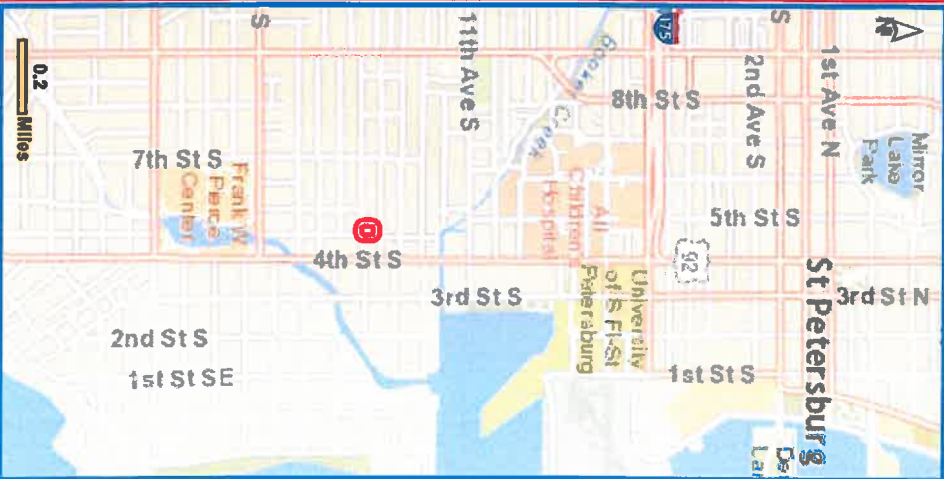 N
S
11th Ave S
Booker
Creek
175
S
2nd Ave S
1st Ave N
Mirror
Lake
Park
0.2
Miles
8th St S
7th St S
Frank W
Pierce
Center
All
Children's
Hospital
5th St S
4th St S
92
3rd St S
University
of S Fl-St
Petersburg
3rd St N
St Petersburg
2nd St S
1st St SE
1st St S